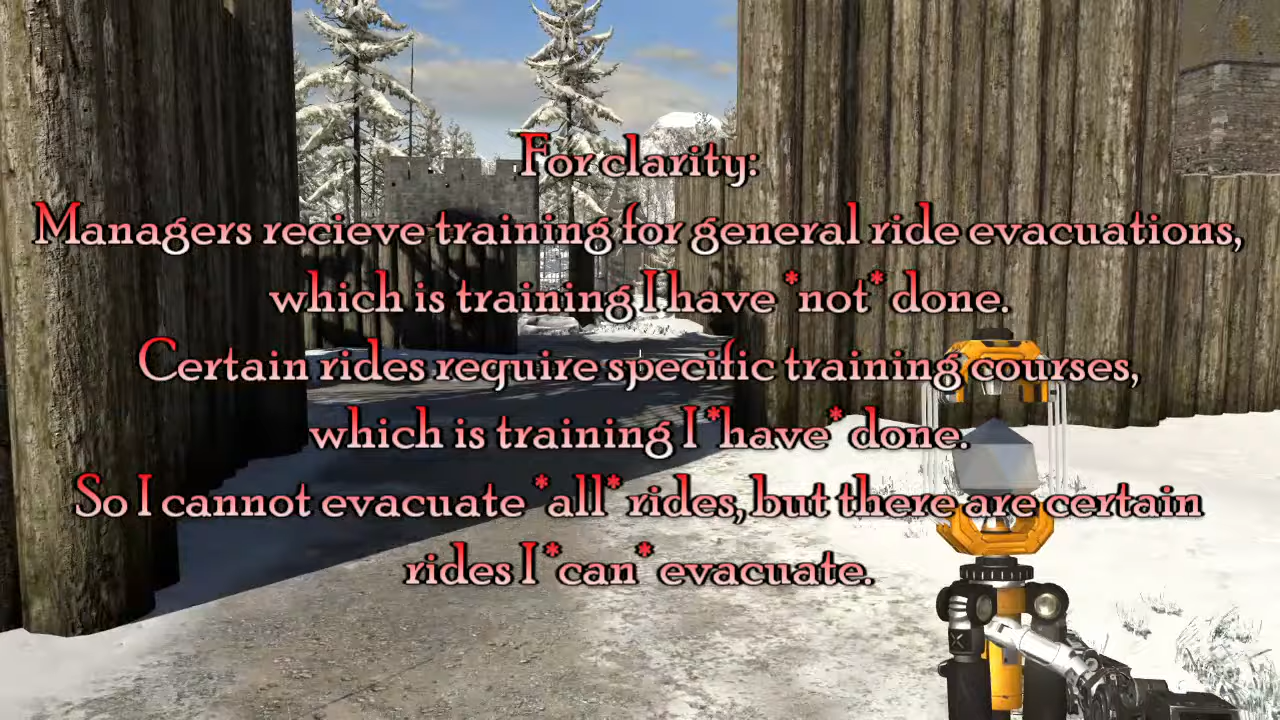 For clarity:
Managers recieve training for general ride evacuations,
which is training I have *not* done.
Certain rides require specific training courses,
which is training I *have* done.
So I cannot evacuate *all* rides, but there are certain
rides I *can* evacuate.